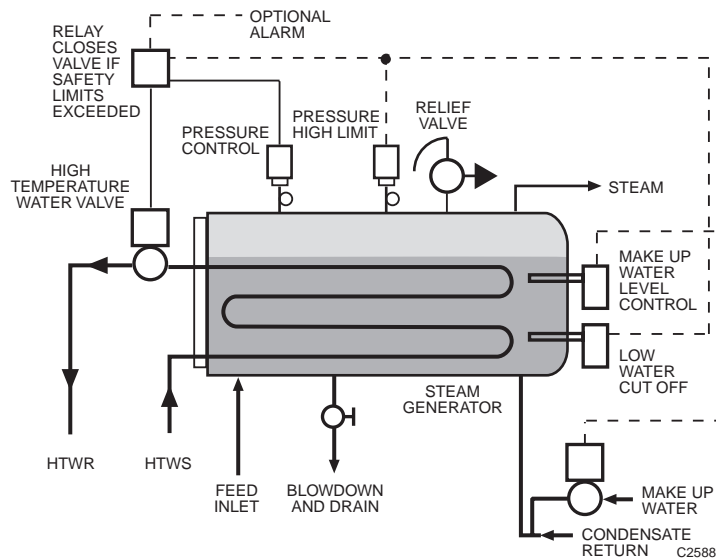 OPTIONAL
ALARM
RELAY
CLOSES
VALVE IF
SAFETY
LIMITS
EXCEEDED
PRESSURE
CONTROL
PRESSURE
HIGH LIMIT
RELIEF
VALVE
HIGH
TEMPERATURE
WATER VALVE
STEAM
MAKE UP
WATER
LEVEL
CONTROL
LOW
WATER
CUT OFF
STEAM
GENERATOR
HTWR
HTWS
FEED
INLET
BLOWDOWN
AND DRAIN
MAKE UP
WATER
CONDENSATE
RETURN
C2588